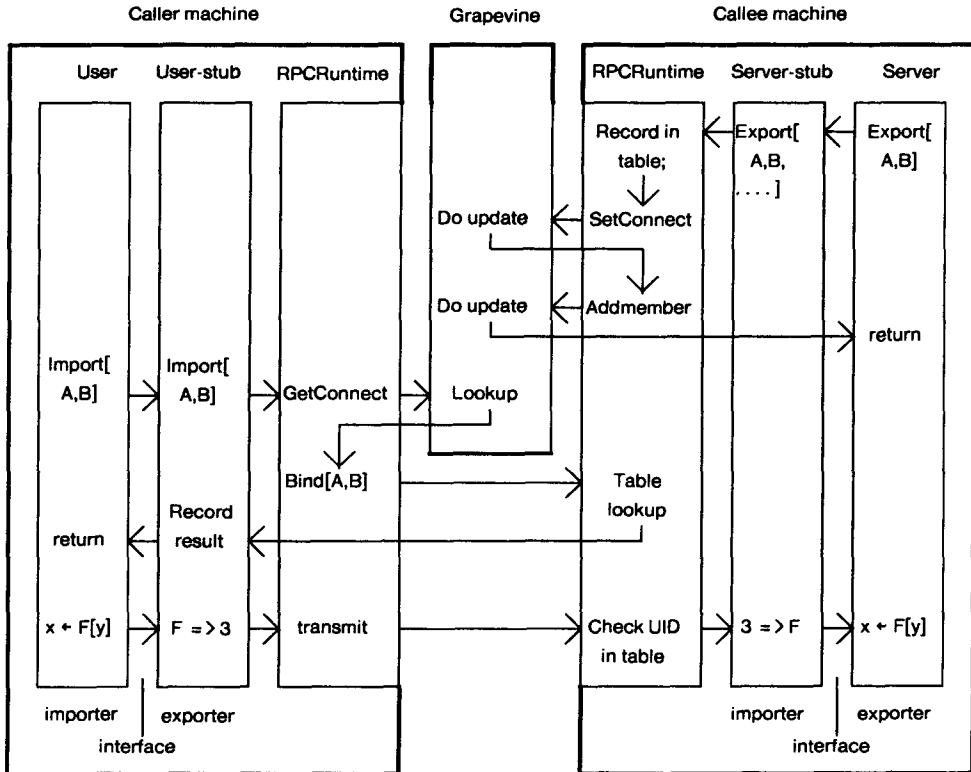 Caller machine
Grapevine
Callee machine
User
User-stub
RPCRuntime
RPCRuntime
Server-stub
Server
Record in
table;
Export[
A,B,
....]
Export[
A,B]
Do update
SetConnect
Do update
Addmember
return
Import[
A,B]
Import[
A,B]
GetConnect
Lookup
Bind[A,B]
Table
lookup
return
Record
result
x ← F[y]
F = > 3
transmit
Check UID
in table
3 = > F
x ← F[y]
importer
exporter
interface
importer
exporter
interface